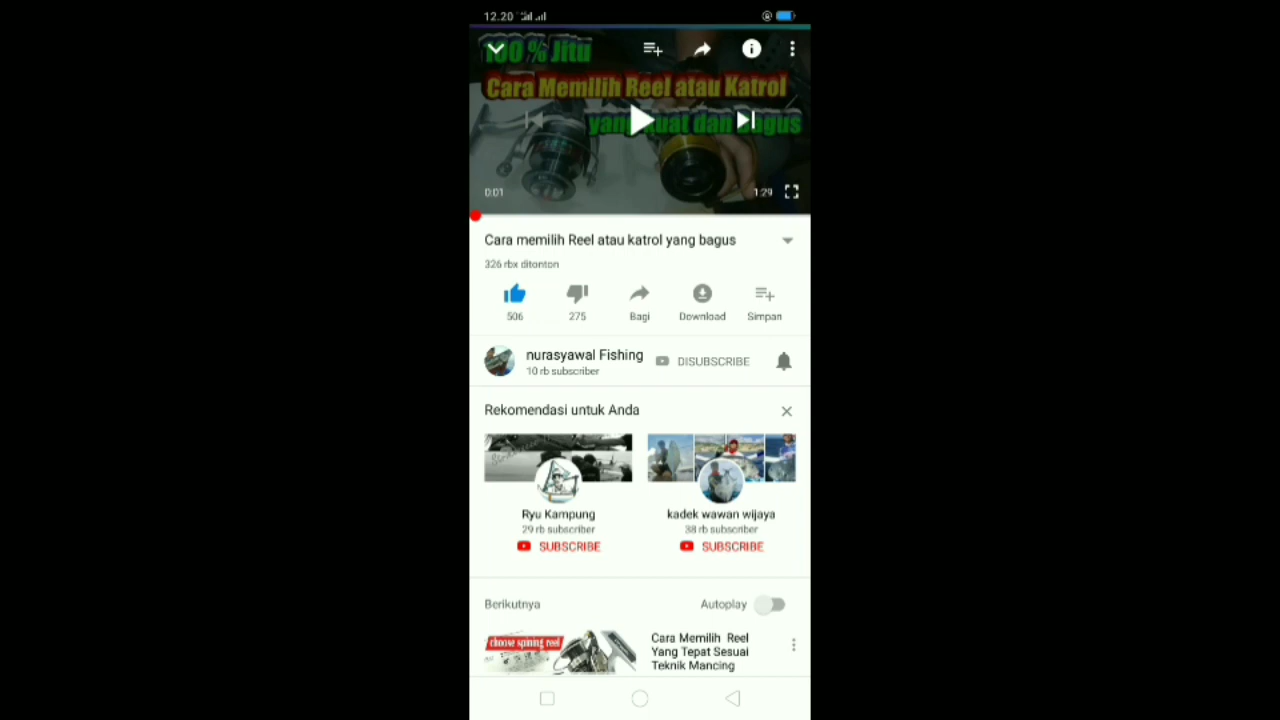 12.20
100 % Jitu
Cara Memilih Reel atau Katrol
yang kuat dan Bagus
0:01
1:29
Cara memilih Reel atau katrol yang bagus
326 rbx ditonton
506
275
Bagi
Download
Simpan
nurasyawal Fishing
10 rb subscriber
DISUBSCRIBE
Rekomendasi untuk Anda
Ryu Kampung
29 rb subscriber
SUBSCRIBE
kadek wawan wijaya
38 rb subscriber
SUBSCRIBE
Berikutnya
Autoplay
choose spining reel
Cara Memilih Reel
Yang Tepat Sesuai
Teknik Mancing